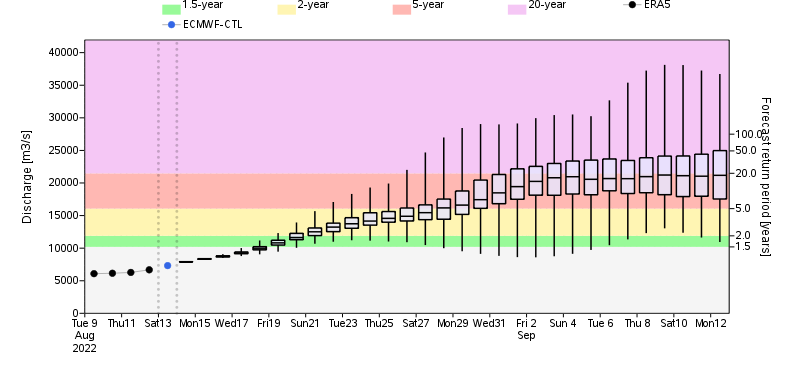 1.5-year 2-year 5-year 20-year ERA5
ECMWF-CTL
40000
35000
30000
25000
20000
15000
10000
5000
0
Discharge [m3/s]
100.0
50.0
20.0
5.0
2.0
1.5
Forecast return period [years]
Tue 9 Thu11 Sat13 Mon15 Wed17 Fri19 Sun21 Tue23 Thu25 Sat27 Mon29 Wed31 Fri 2 Sun 4 Tue 6 Thu 8 Sat10 Mon12
Aug Sep
2022